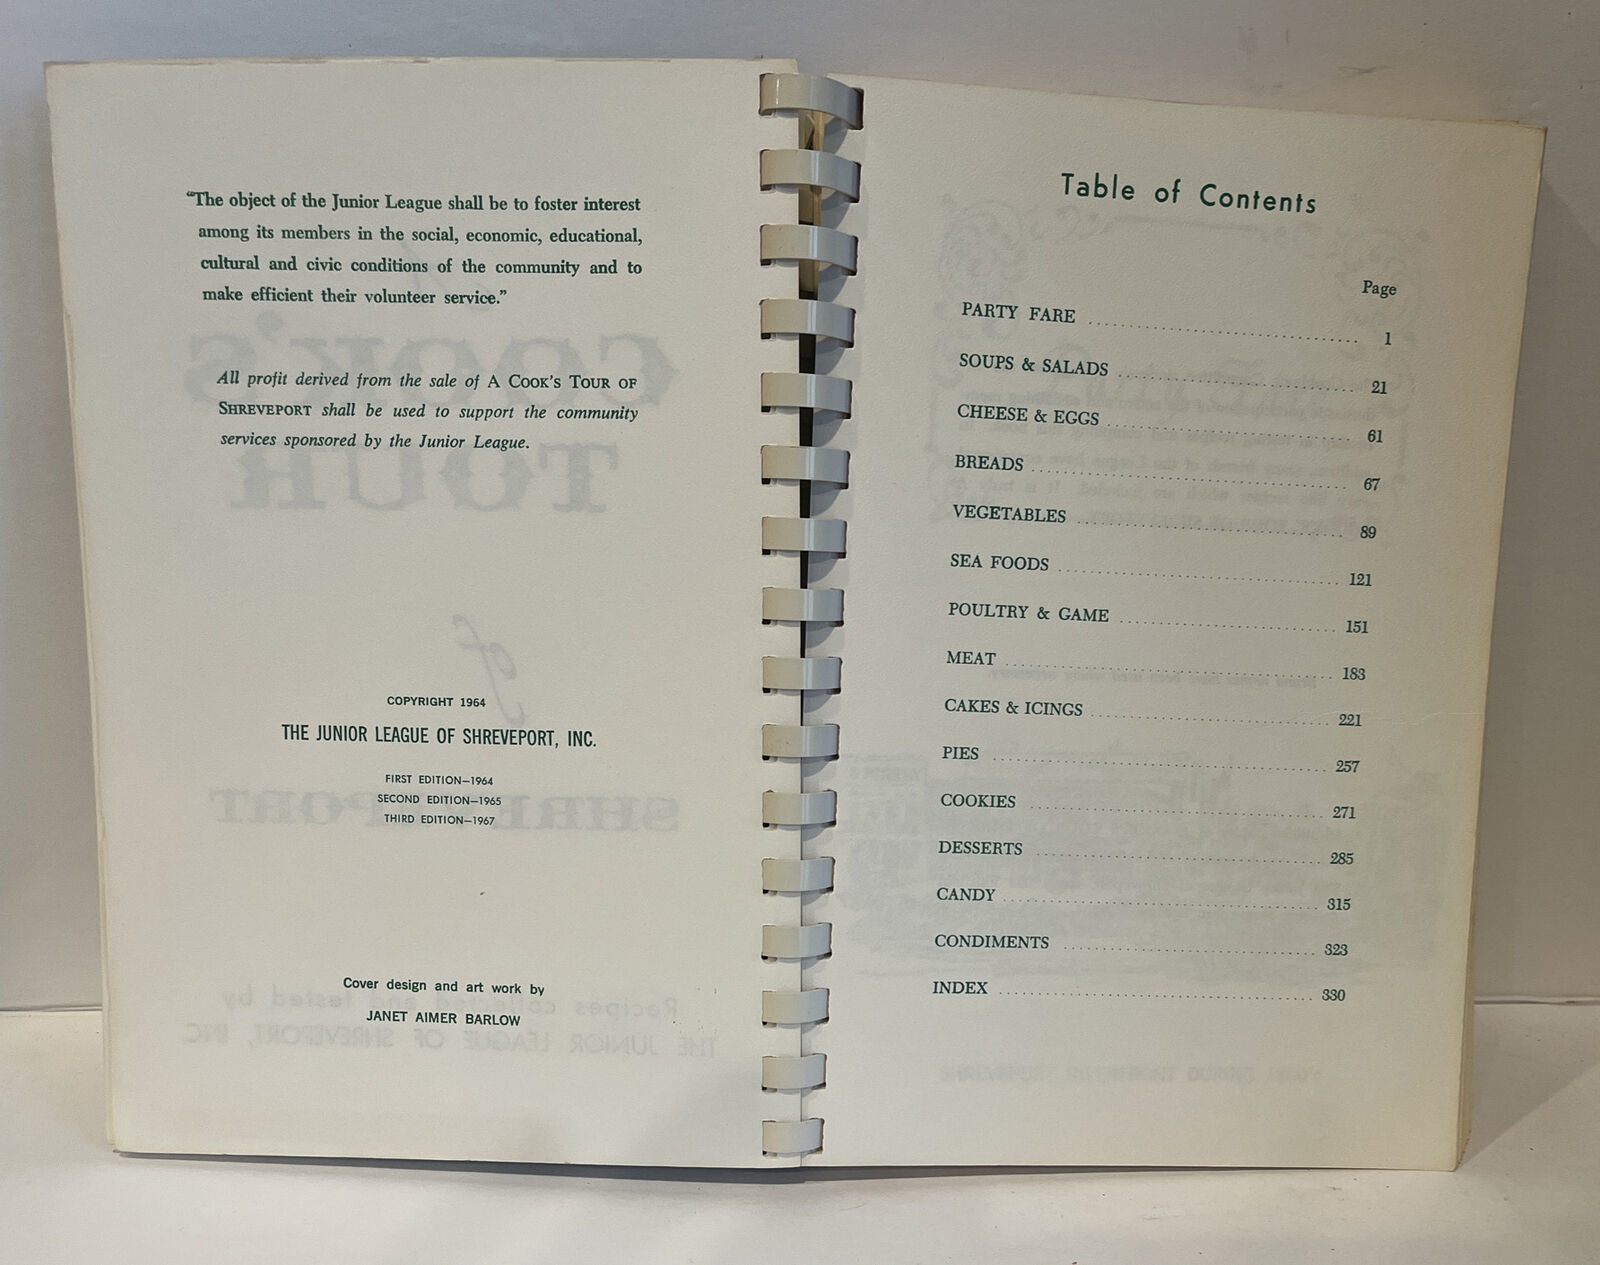 “The object of the Junior League shall be to foster interest
among its members in the social, economic, educational,
cultural and civic conditions of the community and to
make efficient their volunteer service.”
All profit derived from the sale of A COOK'S TOUR OF
SHREVEPORT shall be used to support the community
services sponsored by the Junior League.
COPYRIGHT 1964
THE JUNIOR LEAGUE OF SHREVEPORT, INC.
FIRST EDITION—1964
SECOND EDITION—1965
THIRD EDITION—1967
Cover design and art work by
JANET AIMER BARLOW
Table of Contents
Page
PARTY FARE 1
SOUPS & SALADS 21
CHEESE & EGGS 61
BREADS 67
VEGETABLES 89
SEA FOODS 121
POULTRY & GAME 151
MEAT 183
CAKES & ICINGS 221
PIES 257
COOKIES 271
DESSERTS 285
CANDY 315
CONDIMENTS 323
INDEX 330